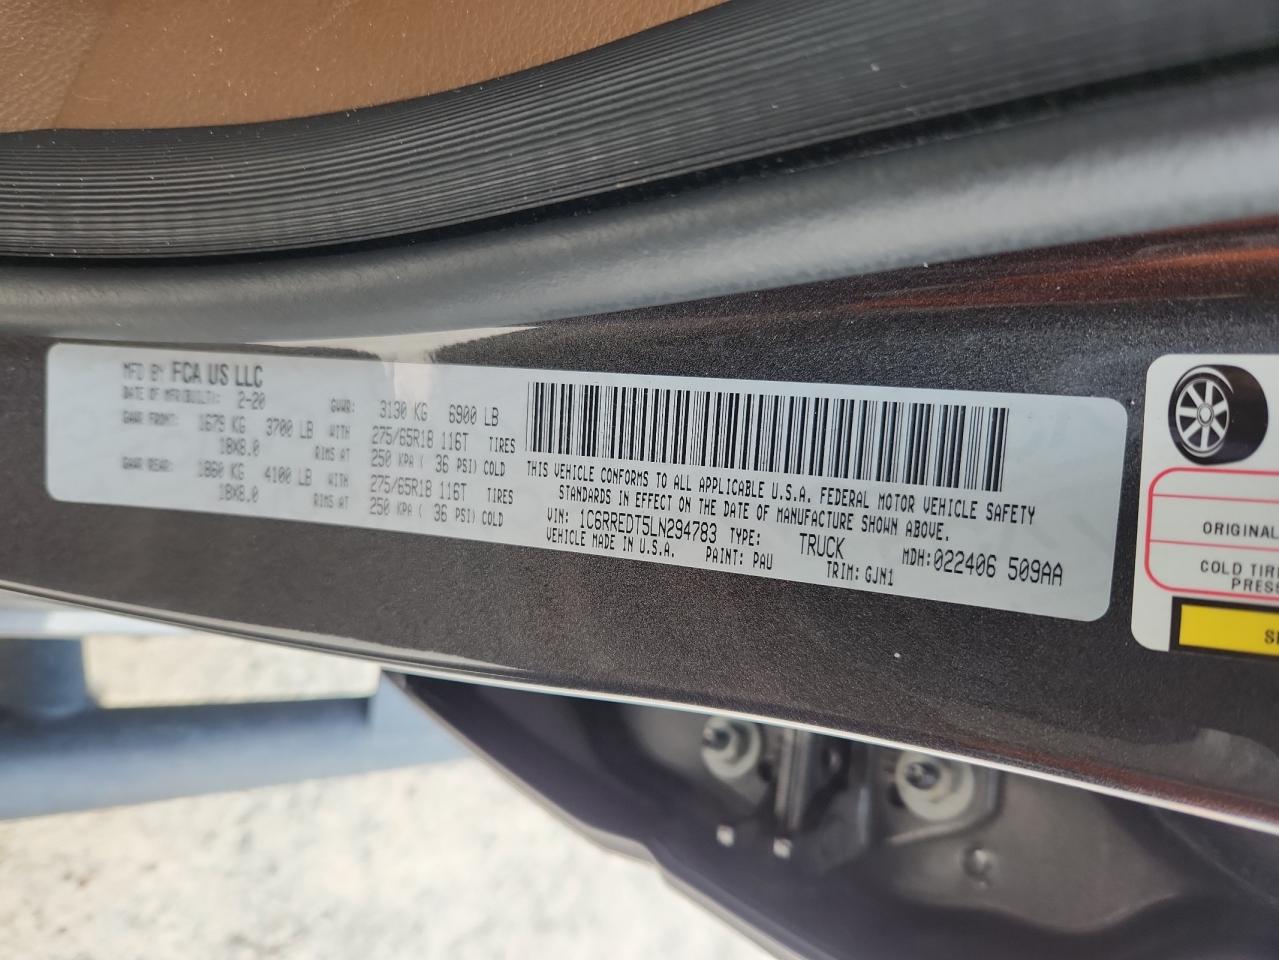 MFD BY FCA US LLC
DATE OF MFR(BUILT): 2-20 GVWR: 3130 KG 6900 LB
GAWR FRONT: 1679 KG 3700 LB WITH 275/65R18 116T TIRES
18X8.0 RIMS AT 250 KPA ( 36 PSI) COLD
GAWR REAR: 1860 KG 4100 LB WITH 275/65R18 116T TIRES
18X8.0 RIMS AT 250 KPA ( 36 PSI) COLD
THIS VEHICLE CONFORMS TO ALL APPLICABLE U.S.A. FEDERAL MOTOR VEHICLE SAFETY
STANDARDS IN EFFECT ON THE DATE OF MANUFACTURE SHOWN ABOVE.
VIN: 1C6RREDT5LN294783 TYPE: TRUCK MDH:022406 509AA
VEHICLE MADE IN U.S.A. PAINT: PAU TRIM: GJN1
ORIGINAL
COLD TIRE
PRESS